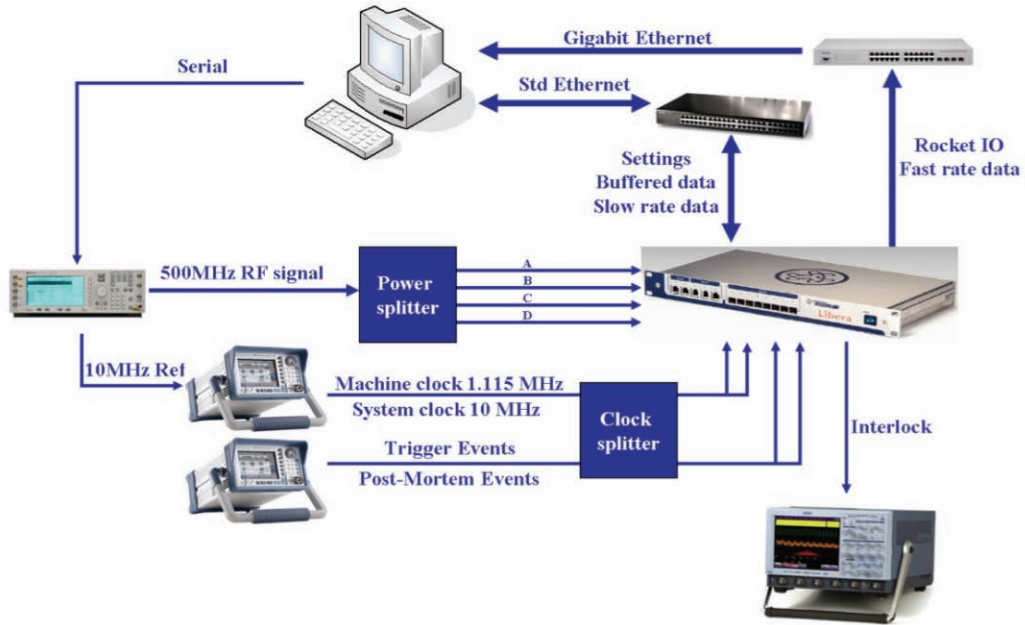 Gigabit Ethernet
Serial
Std Ethernet
Rocket IO
Fast rate data
Settings
Buffered data
Slow rate data
500MHz RF signal
Power
splitter
A
B
C
D
Libera
10MHz Ref
Machine clock 1.115 MHz
System clock 10 MHz
Clock
splitter
Trigger Events
Post-Mortem Events
Interlock